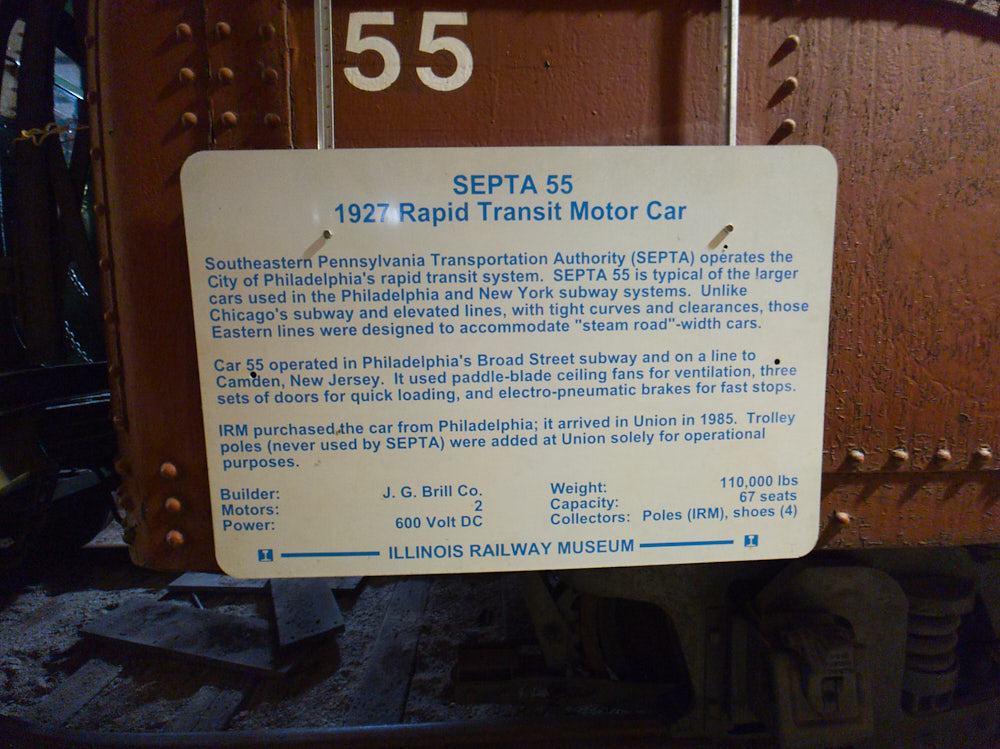 55
SEPTA 55
1927 Rapid Transit Motor Car
Southeastern Pennsylvania Transportation Authority (SEPTA) operates the
City of Philadelphia's rapid transit system. SEPTA 55 is typical of the larger
cars used in the Philadelphia and New York subway systems. Unlike
Chicago's subway and elevated lines, with tight curves and clearances, those
Eastern lines were designed to accommodate "steam road"-width cars.
Car 55 operated in Philadelphia's Broad Street subway and on a line to
Camden, New Jersey. It used paddle-blade ceiling fans for ventilation, three
sets of doors for quick loading, and electro-pneumatic brakes for fast stops.
IRM purchased the car from Philadelphia; it arrived in Union in 1985. Trolley
poles (never used by SEPTA) were added at Union solely for operational
purposes.
Builder: J. G. Brill Co. Weight: 110,000 lbs
Motors: 2 Capacity: 67 seats
Power: 600 Volt DC Collectors: Poles (IRM), shoes (4)
ILLINOIS RAILWAY MUSEUM